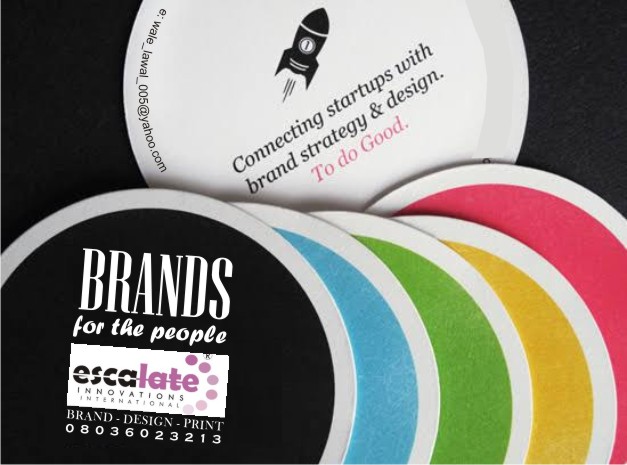 e: wale_lawal_005@yahoo.com
Connecting startups with
brand strategy & design.
To do Good.
BRANDS
for the people
escalate®
INNOVATIONS
INTERNATIONAL
BRAND - DESIGN - PRINT
08036023213